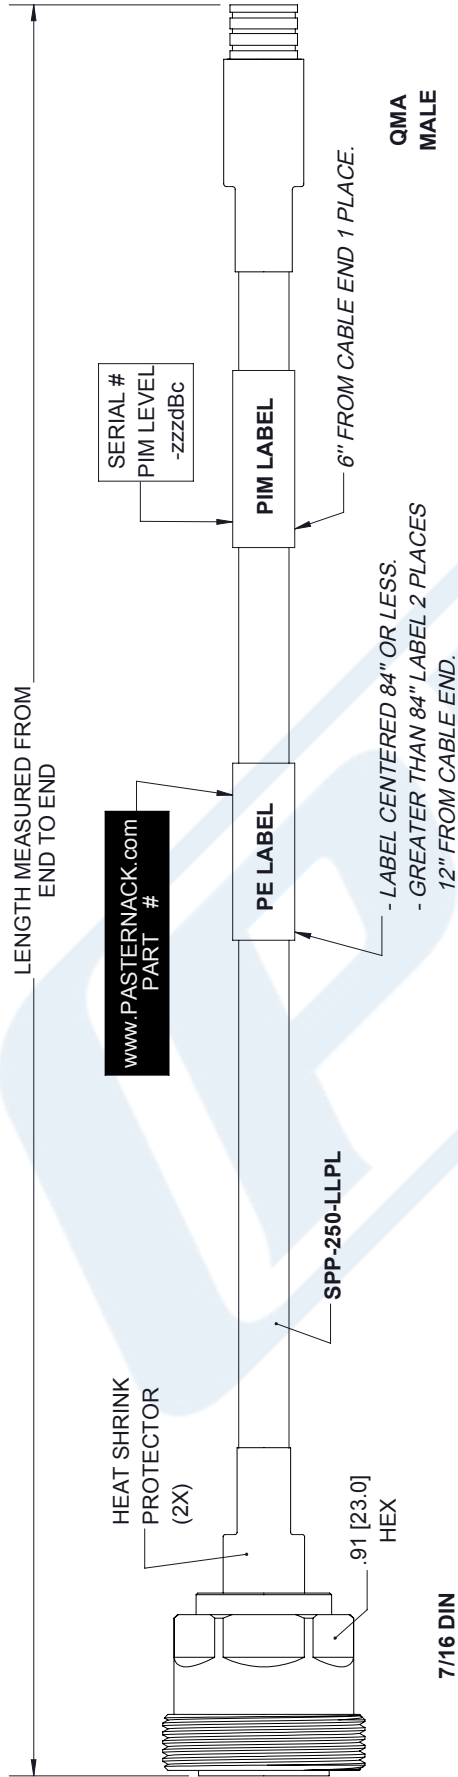 LENGTH MEASURED FROM
END TO END
HEAT SHRINK
PROTECTOR
(2X)
www.PASTERNACK.com
PART #
SERIAL #
PIM LEVEL
-zzzdBc
PE LABEL
PIM LABEL
.91 [23.0]
HEX
SPP-250-LLPL
- LABEL CENTERED 84" OR LESS.
- GREATER THAN 84" LABEL 2 PLACES
12" FROM CABLE END.
6" FROM CABLE END 1 PLACE.
7/16 DIN
QMA
MALE